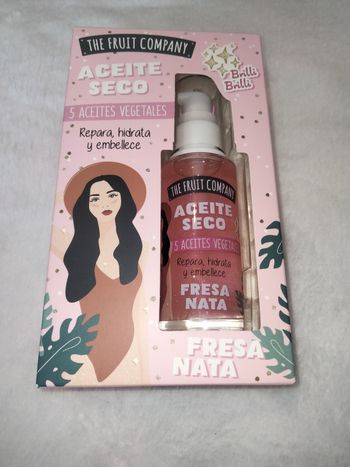 THE FRUIT COMPANY
ACEITE
SECO
Brilli
Brilli
5 ACEITES VEGETALES
Repara, hidrata
y embellece
THE FRUIT COMPANY
ACEITE
SECO
5 ACEITES VEGETALES
Repara, hidrata
y embellece
FRESA
NATA
FRESA
NATA